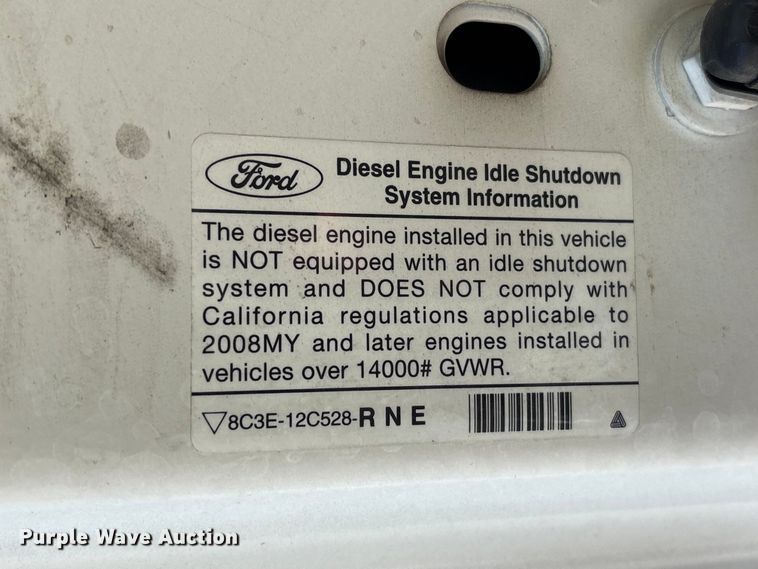 Ford
Diesel Engine Idle Shutdown
System Information
The diesel engine installed in this vehicle
is NOT equipped with an idle shutdown
system and DOES NOT comply with
California regulations applicable to
2008MY and later engines installed in
vehicles over 14000# GVWR.
8C3E-12C528-R N E
Purple Wave Auction